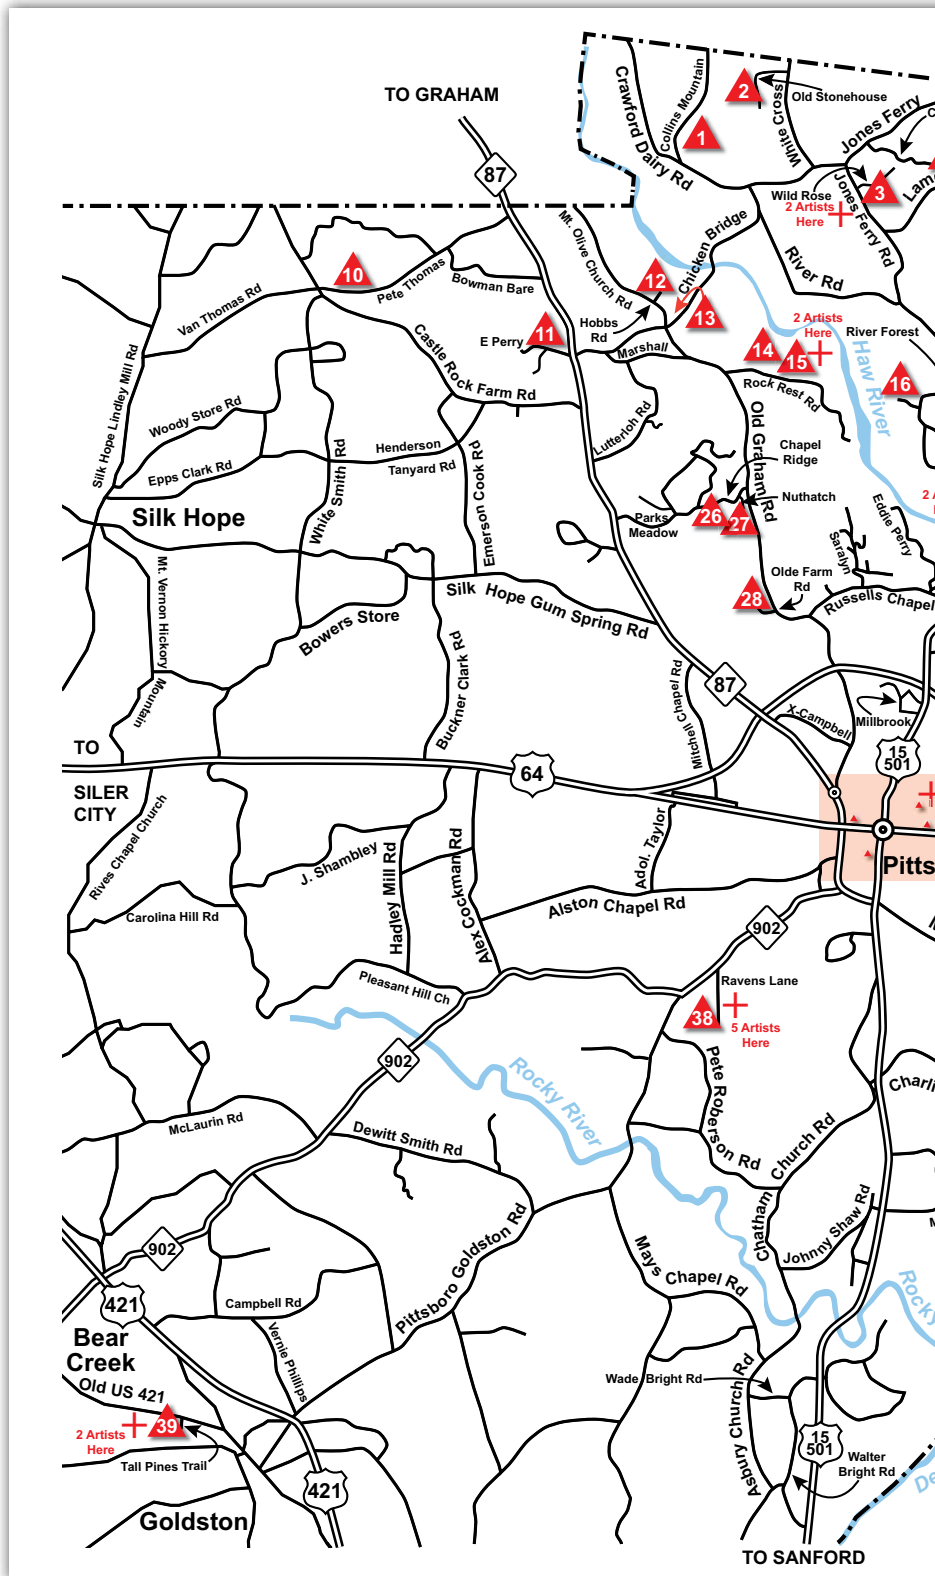 TO GRAHAM
87
Crawford Dairy Rd
Collins Mountain
1
2
Old Stonehouse
White Cross
Jones Ferry
Wild Rose
3
2 Artists
Here
Jones Ferry Rd
River Rd
Chicken Bridge
Mt. Olive Church Rd
10
Pete Thomas
Bowman Bare
Van Thomas Rd
12
Hobbs
Rd
13
11
E Perry
Marshall
14
15
2 Artists
Here
River Forest
Haw River
16
Rock Rest Rd
Castle Rock Farm Rd
Silk Hope Lindley Mill Rd
Woody Store Rd
Epps Clark Rd
White Smith Rd
Henderson
Tanyard Rd
Emerson Cook Rd
Lutterloh Rd
Old Graham Rd
Chapel
Ridge
Nuthatch
26
27
Parks
Meadow
Silk Hope
Eddie Perry
Saralyn
28
Olde Farm
Rd
Russells Chapel
Mt. Vernon Hickory
Mountain
Bowers Store
Silk Hope Gum Spring Rd
Buckner Clark Rd
Mitchell Chapel Rd
87
X-Campbell
Millbrook
15
501
TO
SILER
CITY
64
Rives Chapel Church
J. Shambley
Hadley Mill Rd
Alex Cockman Rd
Adol. Taylor
Pitts
Carolina Hill Rd
Alston Chapel Rd
902
Pleasant Hill Ch
Ravens Lane
38
5 Artists
Here
902
Rocky River
Pete Roberson Rd
Charli
McLaurin Rd
Dewitt Smith Rd
Church Rd
Chatham
Johnny Shaw Rd
902
Pittsboro Goldston Rd
Mays Chapel Rd
Rocky
421
Campbell Rd
Bear
Creek
Vernie Phillips
Old US 421
39
2 Artists
Here
Tall Pines Trail
Wade Bright Rd
Asbury Church Rd
15
501
Walter
Bright Rd
421
Goldston
TO SANFORD